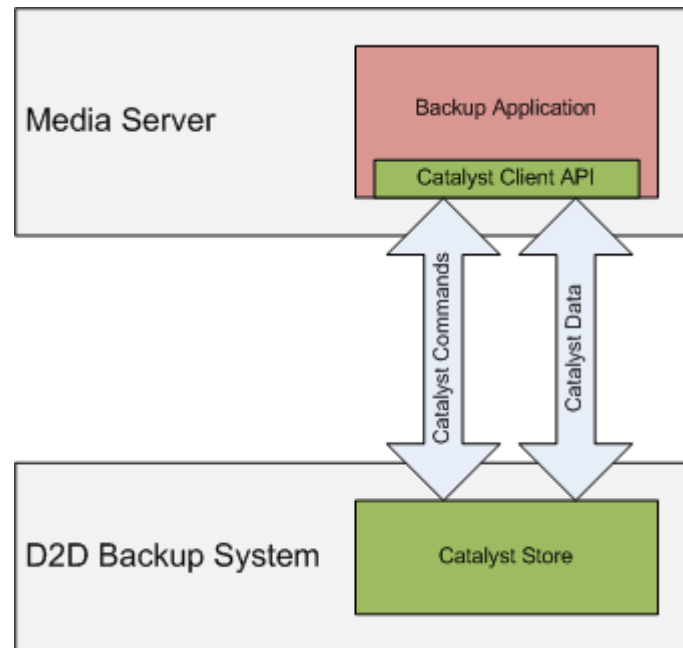 Media Server
Backup Application
Catalyst Client API
Catalyst Commands
Catalyst Data
D2D Backup System
Catalyst Store